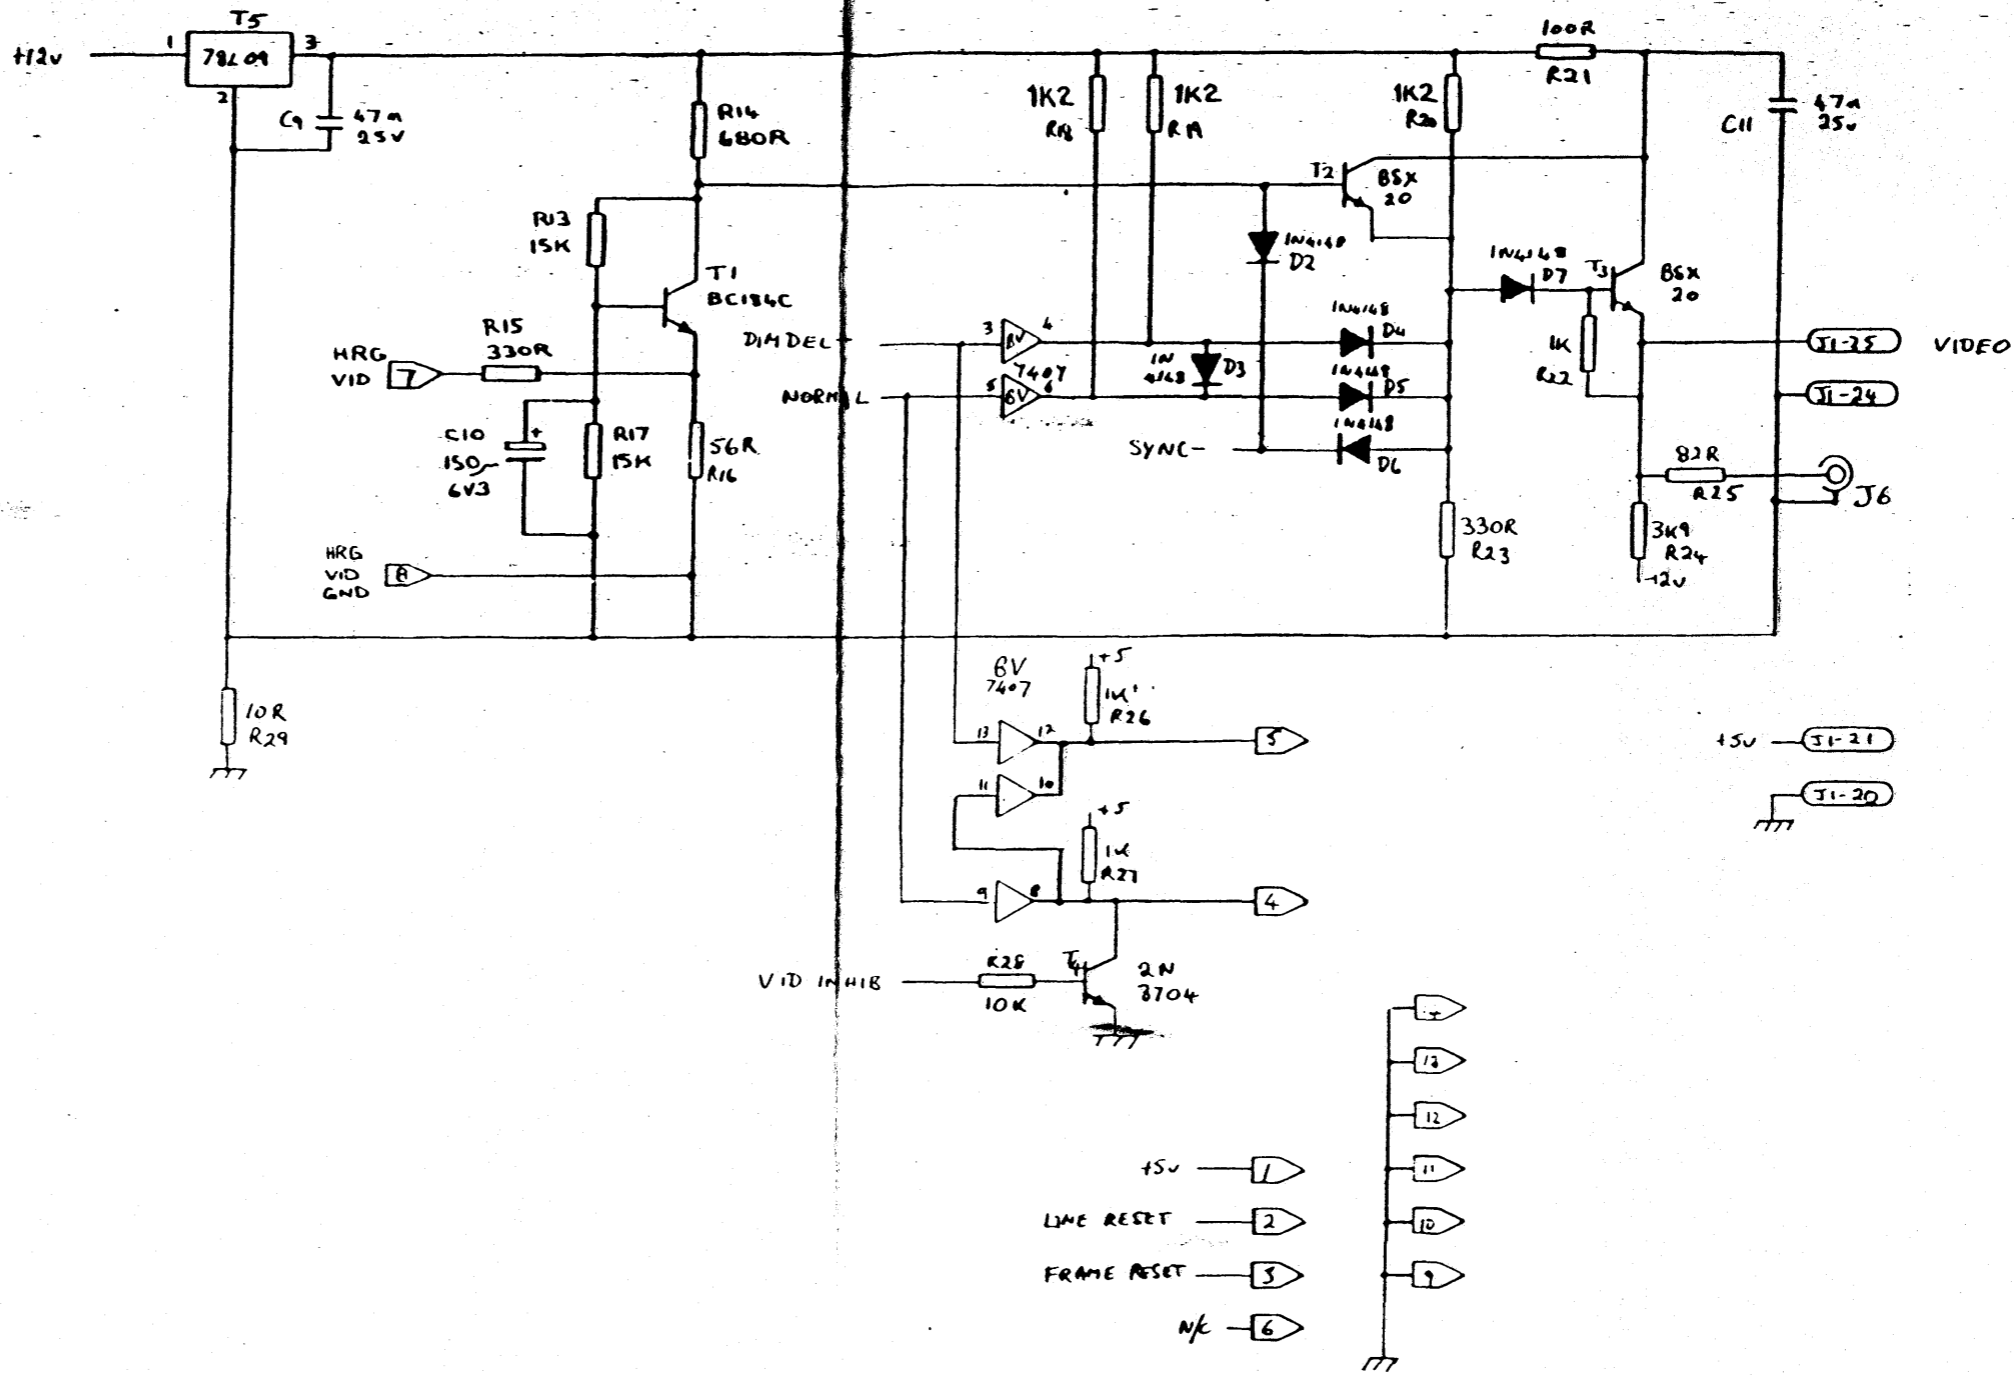 T5
+12v
1
78L09
3
2
C9
47n
25v
R14
680R
R13
15K
T1
BC184C
R15
330R
HRG
VID
7
C10
150
6V3
R17
15K
56R
R16
HRG
VID
GND
8
10R
R29
1K2
R18
1K2
R19
1K2
R20
100R
R21
C11
47n
25v
T2
BSX
20
1N4148
D2
1N4148
D7
T3
BSX
20
DIMDEL +
3
6V
4
1N4148
D4
1N
4148
D3
7407
NORMAL
5
6V
6
1N4148
D5
SYNC-
1N4148
D6
1K
R22
J1-25
VIDEO
J1-24
82R
R25
J6
330R
R23
3K9
R24
-12v
6V
7407
+5
1K
R26
13
12
5
11
10
+5
1K
R27
9
8
4
VID INHIB
R28
10K
T4
2N
3704
+5v
J1-21
J1-20
13
12
+5v
1
11
LINE RESET
2
10
FRAME RESET
3
9
N/C
6